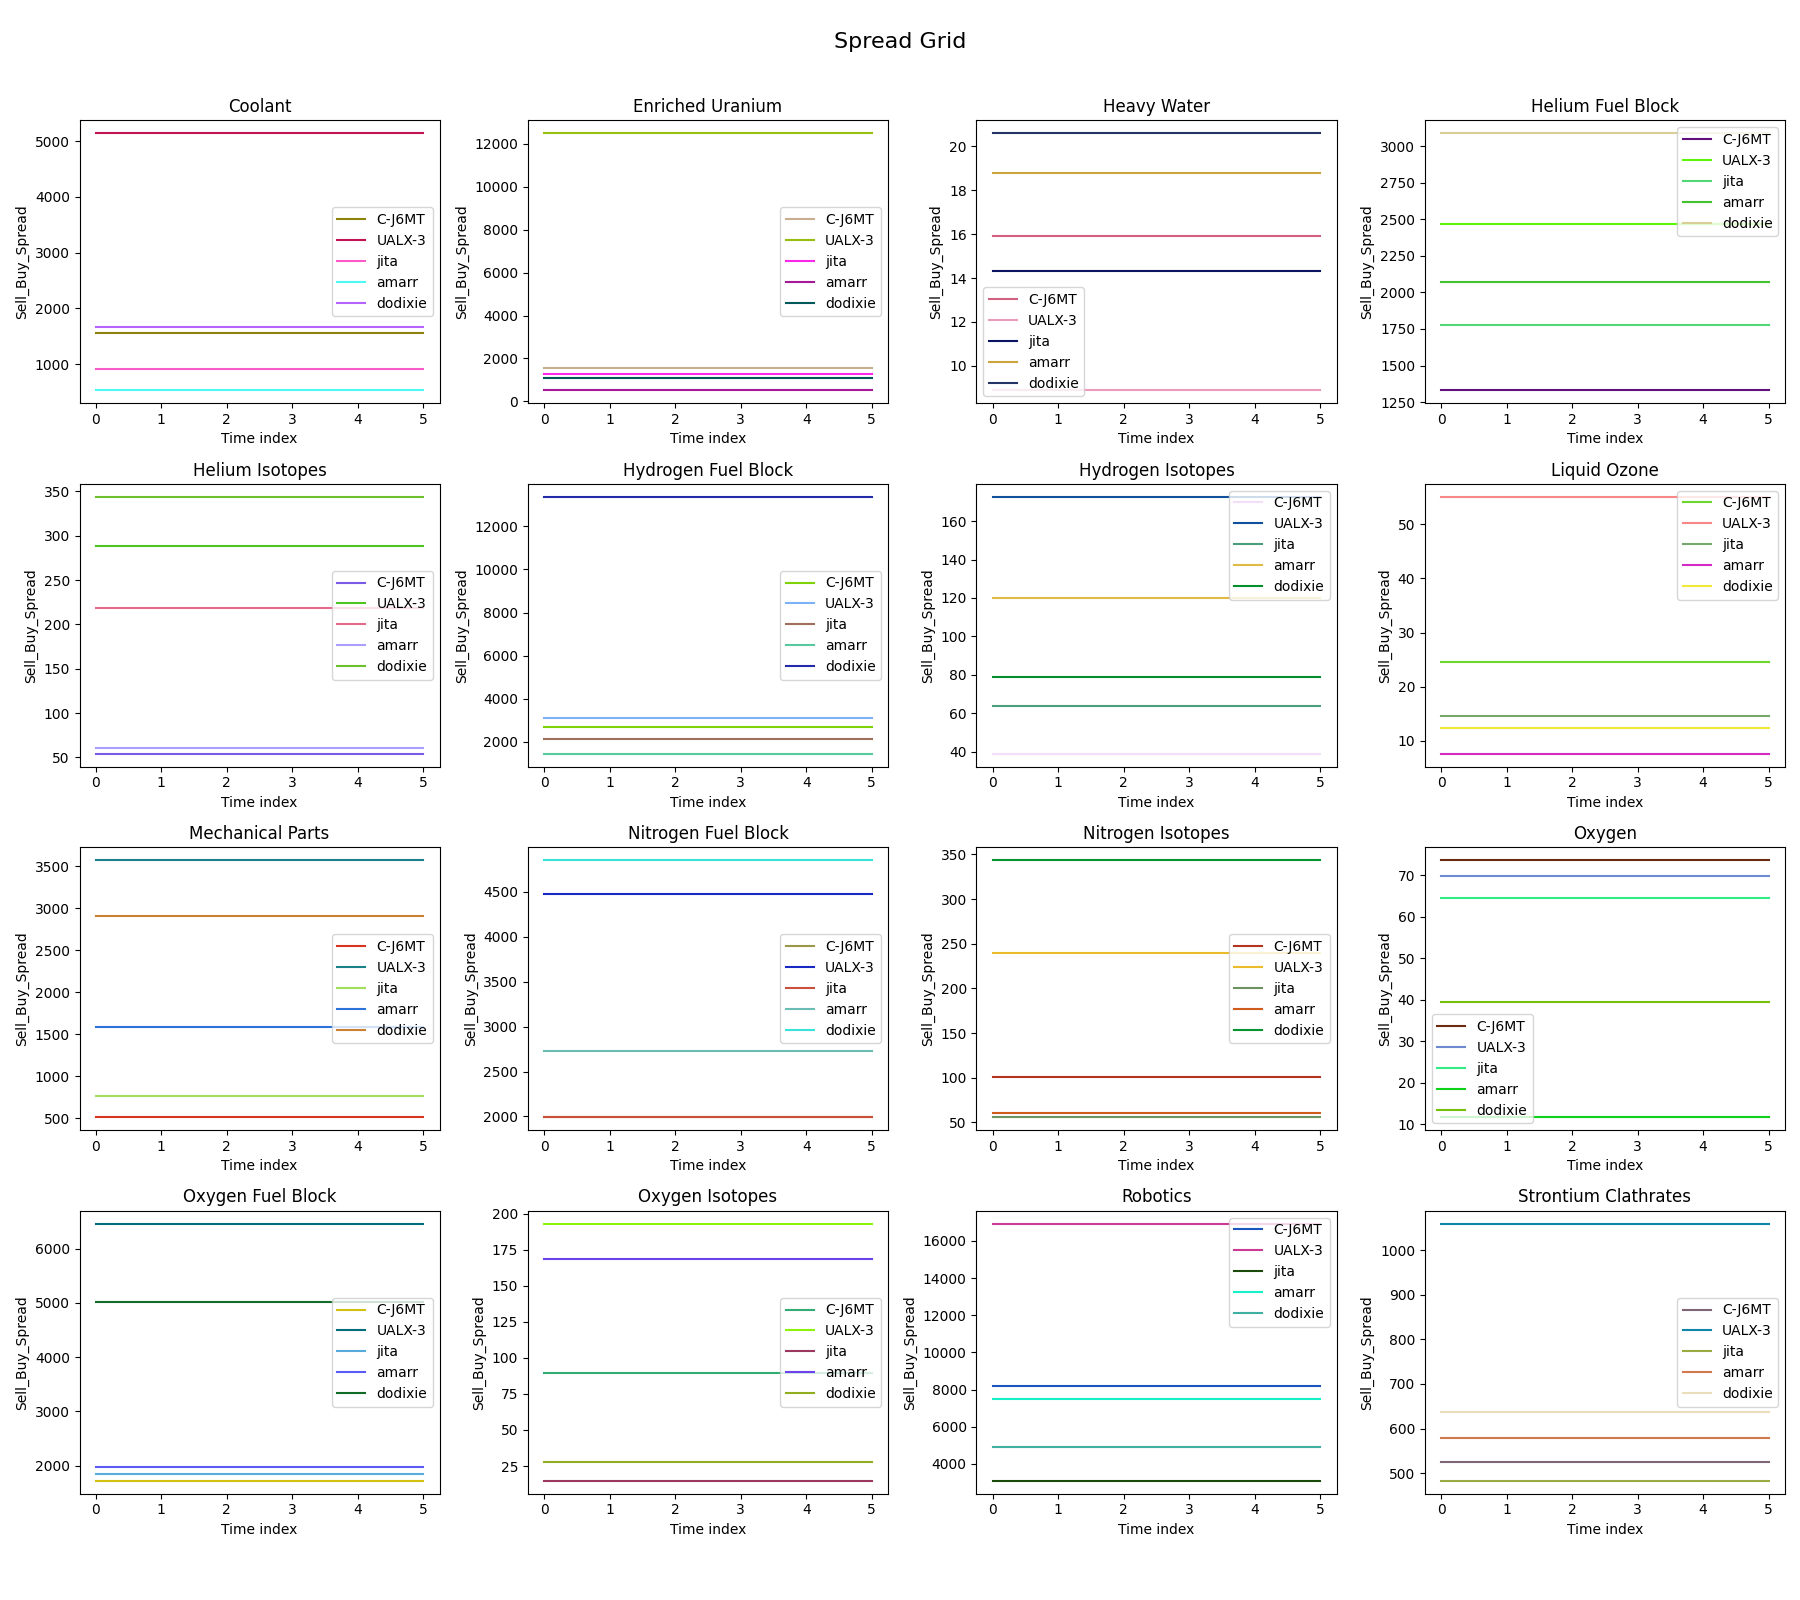 Spread Grid
Coolant
Sell_Buy_Spread
5000
4000
3000
2000
1000
C-J6MT
UALX-3
jita
amarr
dodixie
0 1 2 3 4 5
Time index
Enriched Uranium
Sell_Buy_Spread
12000
10000
8000
6000
4000
2000
0
C-J6MT
UALX-3
jita
amarr
dodixie
0 1 2 3 4 5
Time index
Heavy Water
Sell_Buy_Spread
20
18
16
14
12
10
C-J6MT
UALX-3
jita
amarr
dodixie
0 1 2 3 4 5
Time index
Helium Fuel Block
Sell_Buy_Spread
3000
2750
2500
2250
2000
1750
1500
1250
C-J6MT
UALX-3
jita
amarr
dodixie
0 1 2 3 4 5
Time index
Helium Isotopes
Sell_Buy_Spread
350
300
250
200
150
100
50
C-J6MT
UALX-3
jita
amarr
dodixie
0 1 2 3 4 5
Time index
Hydrogen Fuel Block
Sell_Buy_Spread
12000
10000
8000
6000
4000
2000
C-J6MT
UALX-3
jita
amarr
dodixie
0 1 2 3 4 5
Time index
Hydrogen Isotopes
Sell_Buy_Spread
160
140
120
100
80
60
40
C-J6MT
UALX-3
jita
amarr
dodixie
0 1 2 3 4 5
Time index
Liquid Ozone
Sell_Buy_Spread
50
40
30
20
10
C-J6MT
UALX-3
jita
amarr
dodixie
0 1 2 3 4 5
Time index
Mechanical Parts
Sell_Buy_Spread
3500
3000
2500
2000
1500
1000
500
C-J6MT
UALX-3
jita
amarr
dodixie
0 1 2 3 4 5
Time index
Nitrogen Fuel Block
Sell_Buy_Spread
4500
4000
3500
3000
2500
2000
C-J6MT
UALX-3
jita
amarr
dodixie
0 1 2 3 4 5
Time index
Nitrogen Isotopes
Sell_Buy_Spread
350
300
250
200
150
100
50
C-J6MT
UALX-3
jita
amarr
dodixie
0 1 2 3 4 5
Time index
Oxygen
Sell_Buy_Spread
70
60
50
40
30
20
10
C-J6MT
UALX-3
jita
amarr
dodixie
0 1 2 3 4 5
Time index
Oxygen Fuel Block
Sell_Buy_Spread
6000
5000
4000
3000
2000
C-J6MT
UALX-3
jita
amarr
dodixie
0 1 2 3 4 5
Time index
Oxygen Isotopes
Sell_Buy_Spread
200
175
150
125
100
75
50
25
C-J6MT
UALX-3
jita
amarr
dodixie
0 1 2 3 4 5
Time index
Robotics
Sell_Buy_Spread
16000
14000
12000
10000
8000
6000
4000
C-J6MT
UALX-3
jita
amarr
dodixie
0 1 2 3 4 5
Time index
Strontium Clathrates
Sell_Buy_Spread
1000
900
800
700
600
500
C-J6MT
UALX-3
jita
amarr
dodixie
0 1 2 3 4 5
Time index